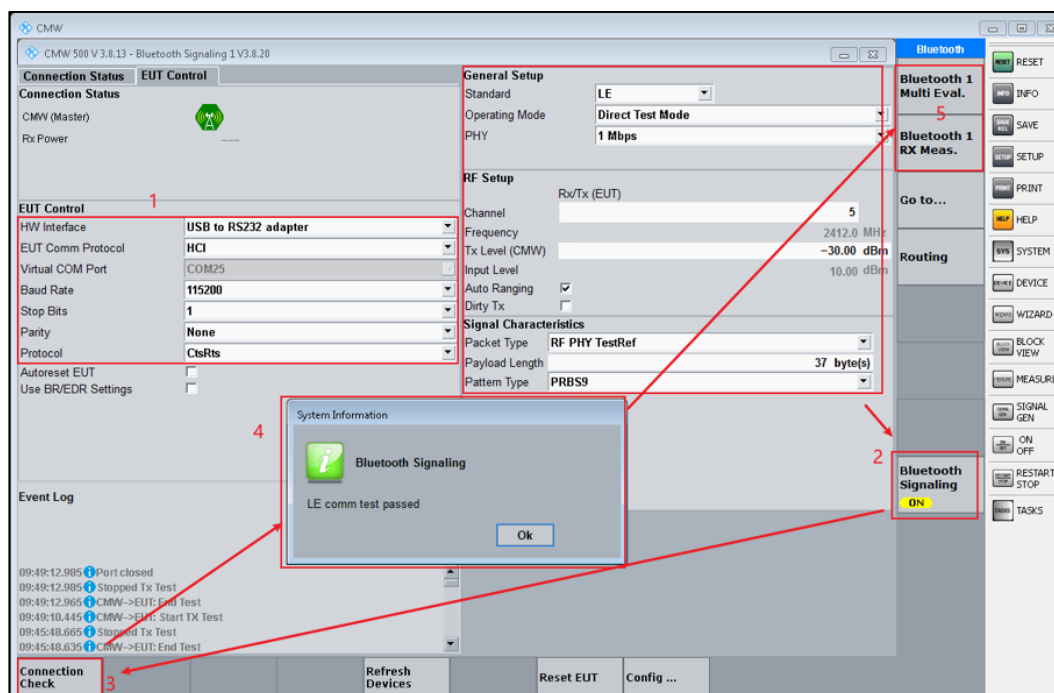 CMW
CMW 500 V 3.8.13 - Bluetooth Signaling 1 V3.8.20
Connection Status EUT Control
Connection Status
CMW (Master)
Rx Power ---
1
EUT Control
HW Interface USB to RS232 adapter
EUT Comm Protocol HCI
Virtual COM Port COM25
Baud Rate 115200
Stop Bits 1
Parity None
Protocol CtsRts
Autoreset EUT
Use BR/EDR Settings
General Setup
Standard LE
Operating Mode Direct Test Mode
PHY 1 Mbps
RF Setup
Rx/Tx (EUT)
Channel 5
Frequency 2412.0 MHz
Tx Level (CMW) -30.00 dBm
Input Level 10.00 dBm
Auto Ranging
Dirty Tx
Signal Characteristics
Packet Type RF PHY TestRef
Payload Length 37 byte(s)
Pattern Type PRBS9
4
System Information
Bluetooth Signaling
LE comm test passed
Ok
Event Log
09:49:12.985 Port closed
09:49:12.985 Stopped Tx Test
09:49:12.965 CMW-->EUT: End Test
09:49:10.445 CMW-->EUT: Start TX Test
09:45:48.665 Stopped Tx Test
09:45:48.635 CMW-->EUT: End Test
Connection
Check
3
Refresh
Devices
Reset EUT
Config ...
Bluetooth
Bluetooth 1
Multi Eval.
5
Bluetooth 1
RX Meas.
Go to...
Routing
2
Bluetooth
Signaling
ON
RESET
INFO
SAVE
SETUP
PRINT
HELP
SYS SYSTEM
DEVICE
WIZARD
BLOCK
VIEW
MEASURE
SIGNAL
GEN
ON
OFF
RESTART
STOP
TASKS